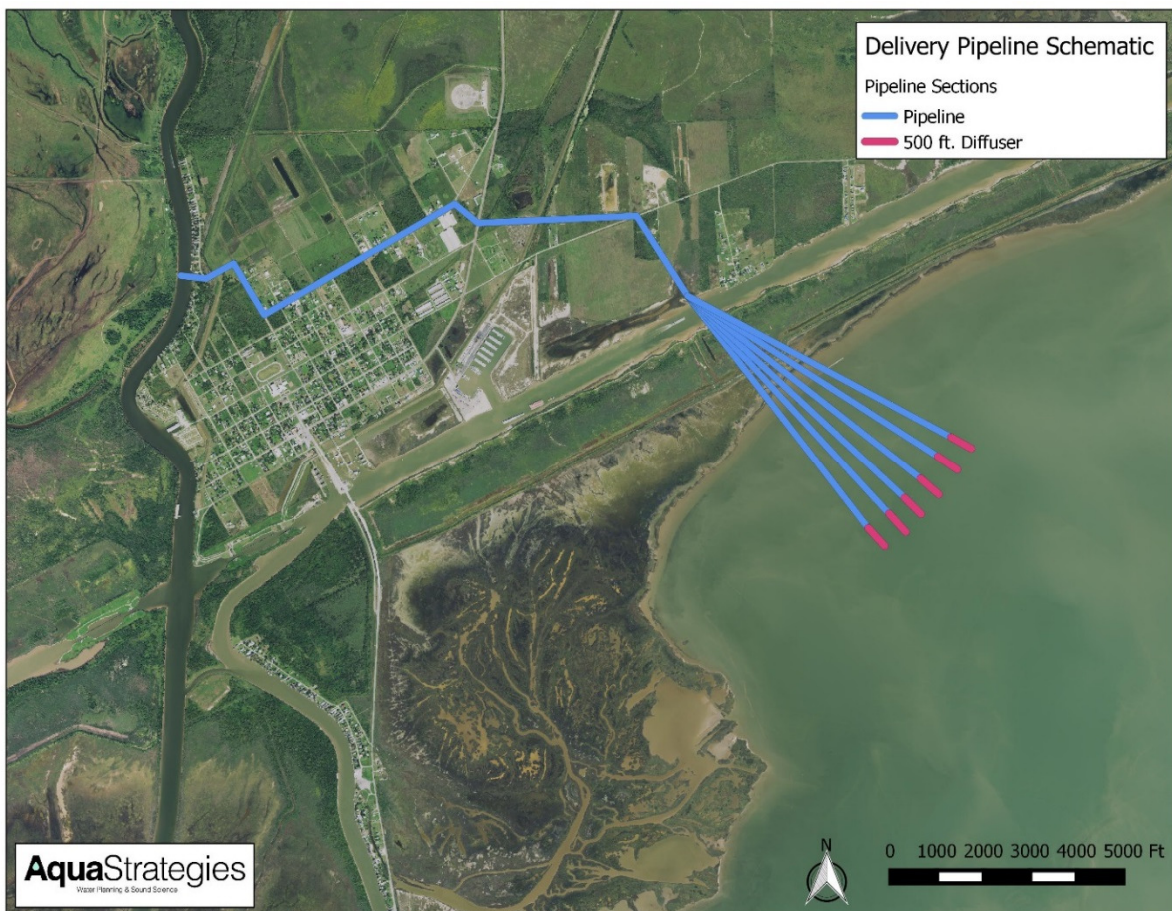 Delivery Pipeline Schematic
Pipeline Sections
Pipeline
500 ft. Diffuser
AquaStrategies
Water Planning & Sound Science
N
0 1000 2000 3000 4000 5000 Ft